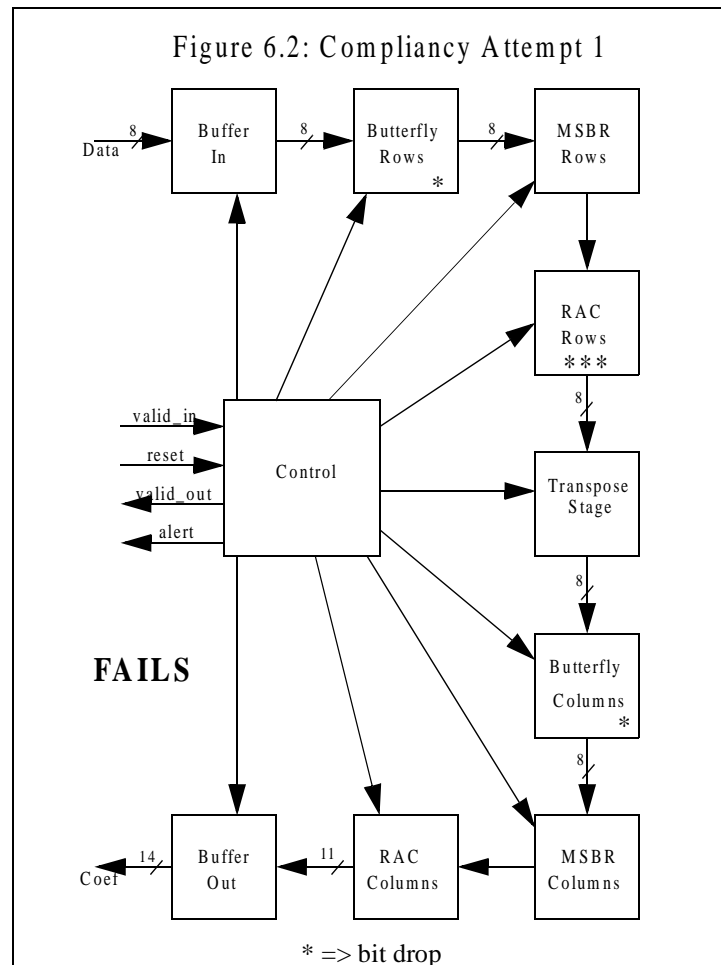 Figure 6.2: Compliancy Attempt 1
8
Data
Buffer
In
8
Butterfly
Rows
*
8
MSBR
Rows
RAC
Rows
***
8
valid_in
reset
valid_out
alert
Control
Transpose
Stage
8
FAILS
Butterfly
Columns
*
8
14
Coef
Buffer
Out
11
RAC
Columns
MSBR
Columns
* => bit drop